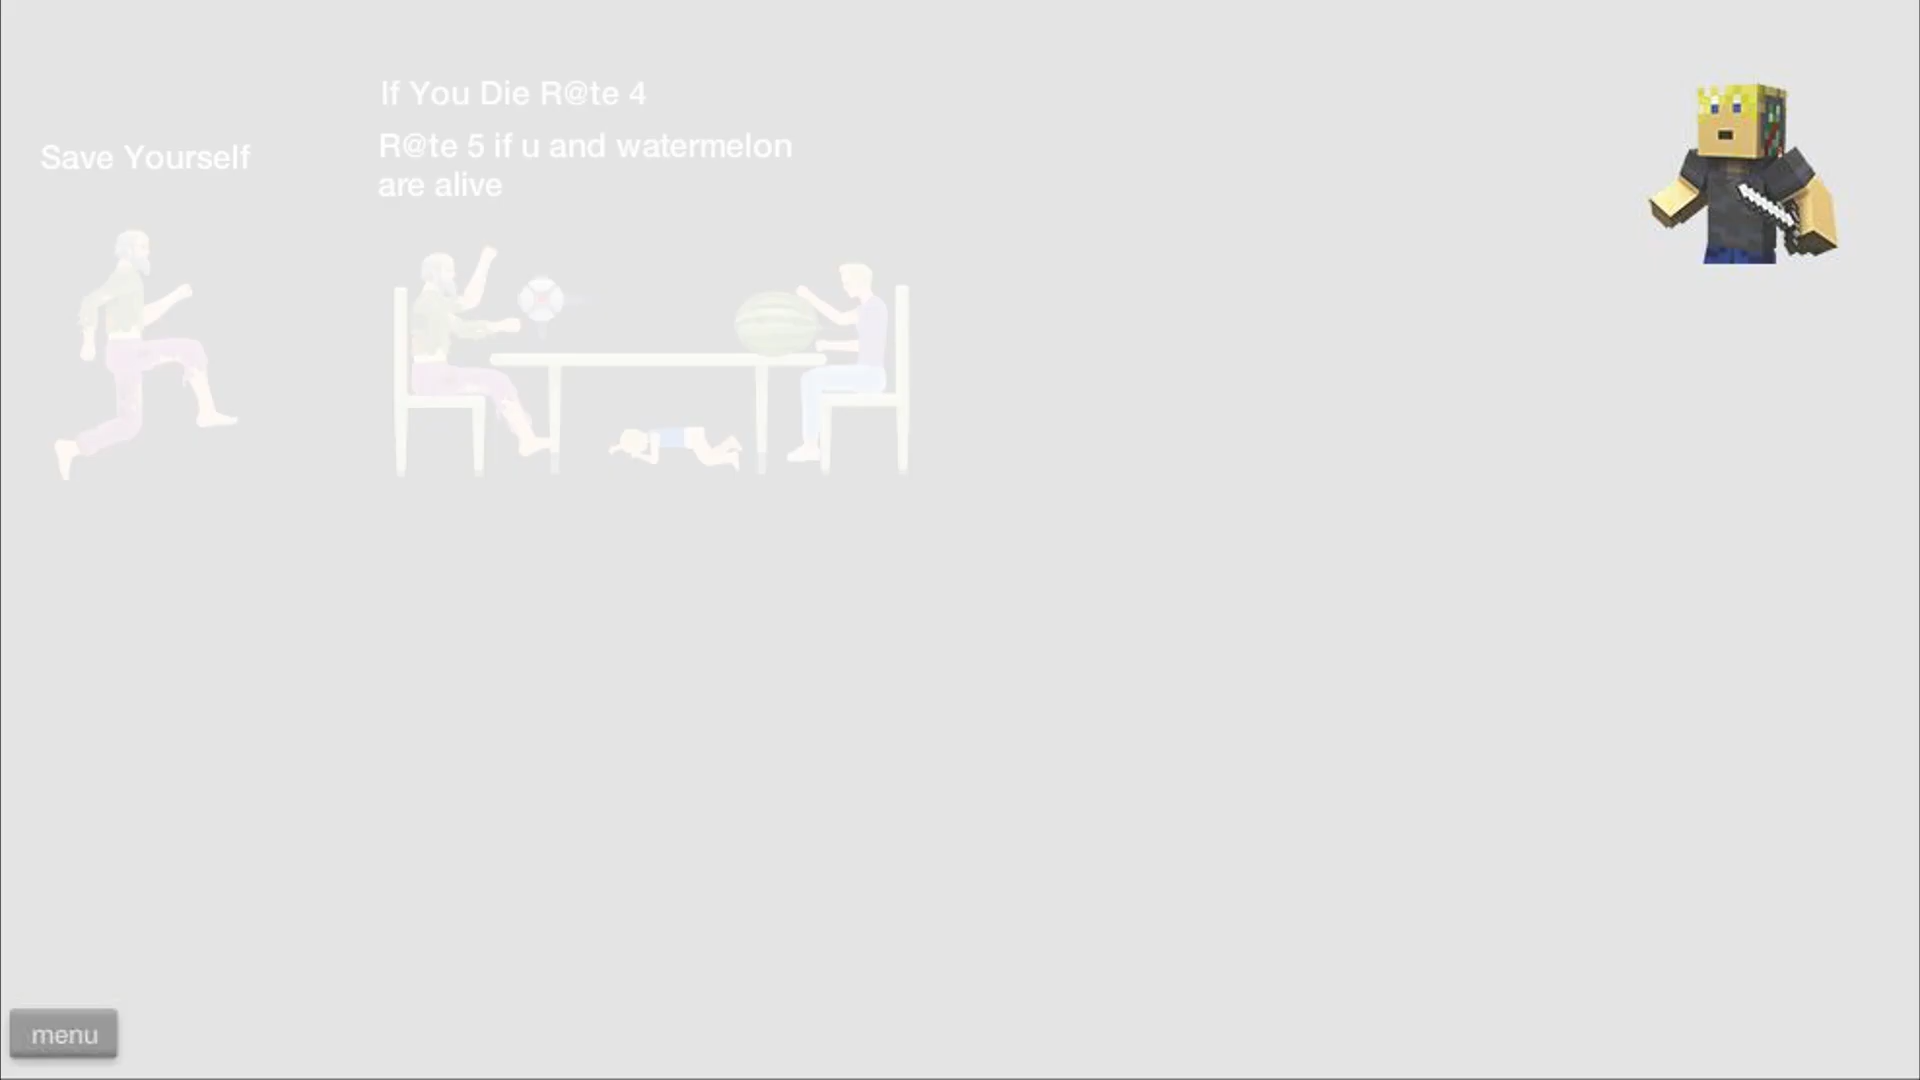 If You Die R@te 4
Save Yourself
R@te 5 if u and watermelon
are alive
menu